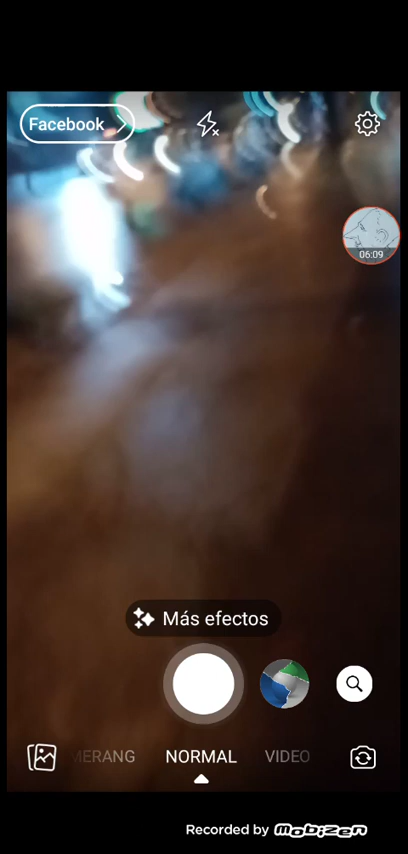 Facebook
06:09
Más efectos
MERANG NORMAL VIDEO
Recorded by Mobizen